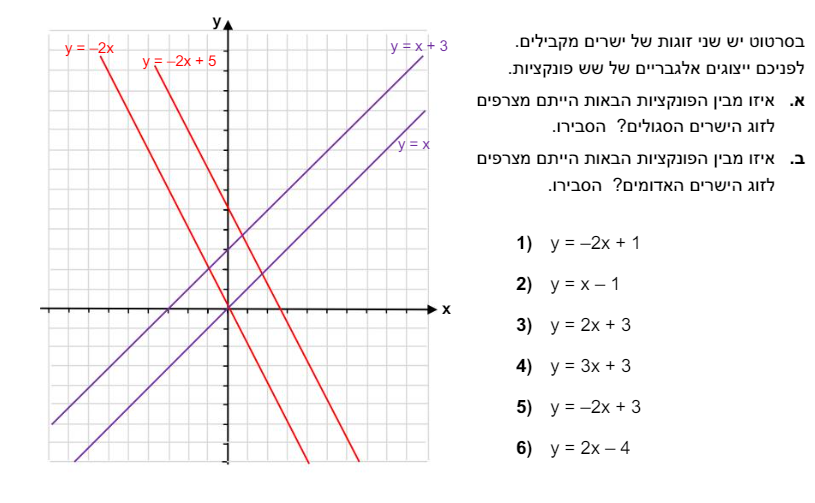 בסרטוט יש שני זוגות של ישרים מקבילים.
לפניכם ייצוגים אלגבריים של שש פונקציות.
א. איזו מבין הפונקציות הבאות הייתם מצרפים
לזוג הישרים הסגולים? הסבירו.
ב. איזו מבין הפונקציות הבאות הייתם מצרפים
לזוג הישרים האדומים? הסבירו.
1) y = –2x + 1
2) y = x – 1
3) y = 2x + 3
4) y = 3x + 3
5) y = –2x + 3
6) y = 2x – 4
y
y = –2x
y = –2x + 5
y = x + 3
y = x
x